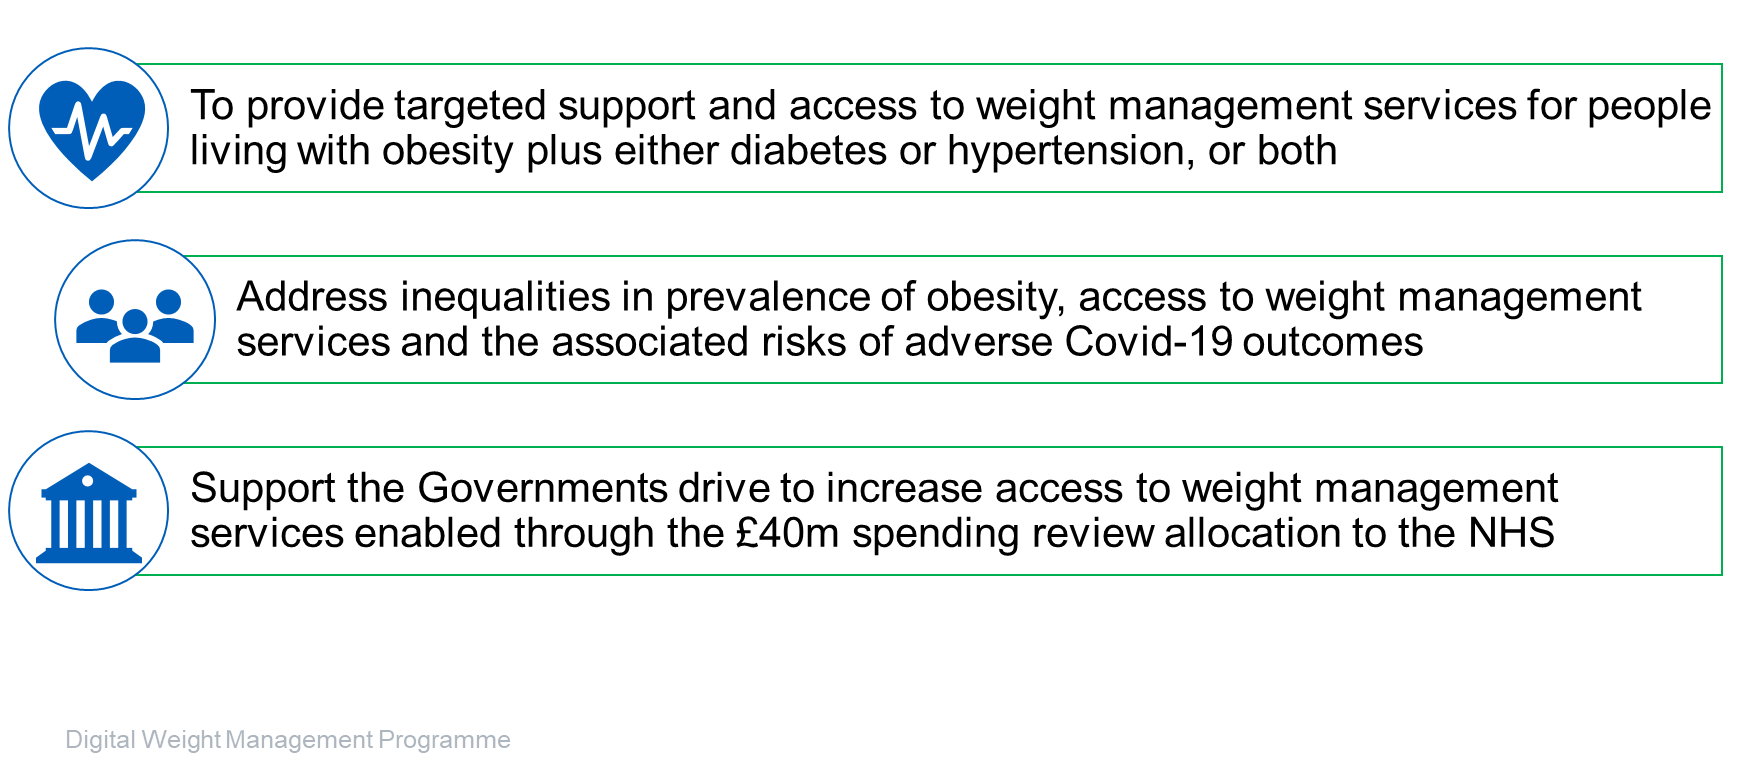 To provide targeted support and access to weight management services for people
living with obesity plus either diabetes or hypertension, or both
Address inequalities in prevalence of obesity, access to weight management
services and the associated risks of adverse Covid-19 outcomes
Support the Governments drive to increase access to weight management
services enabled through the £40m spending review allocation to the NHS
Digital Weight Management Programme